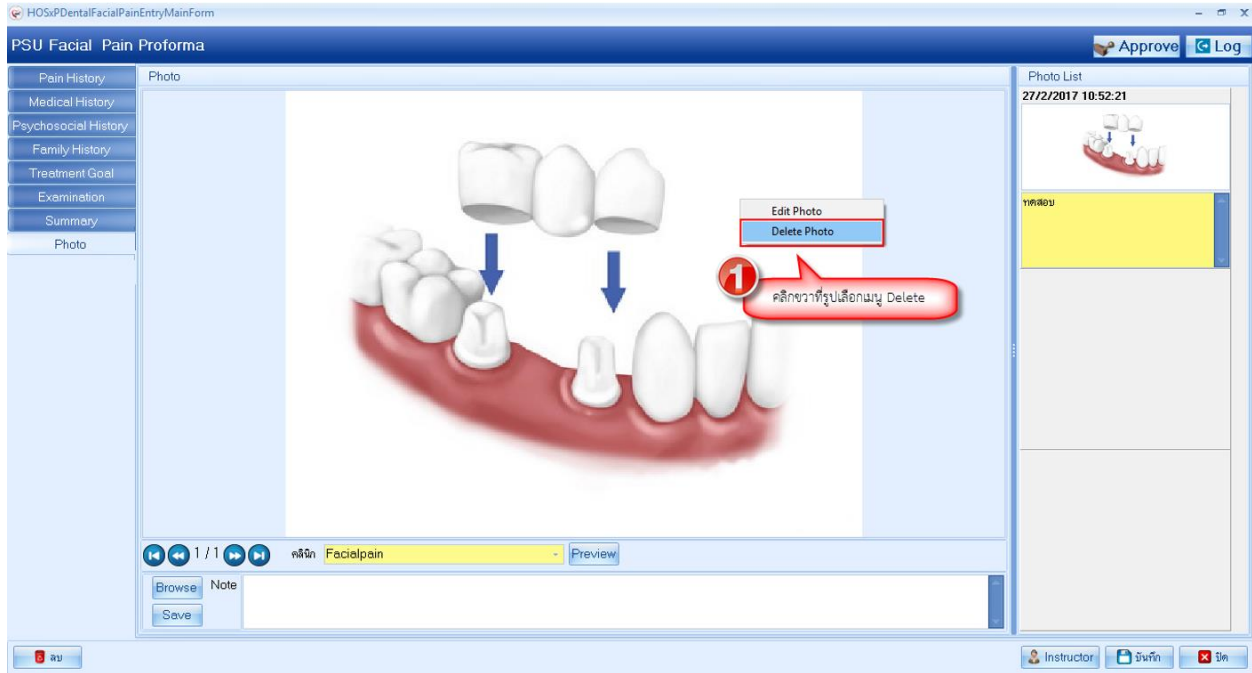 HOSxPDentalFacialPainEntryMainForm
PSU Facial Pain Proforma
Approve
Log
Pain History
Medical History
Psychosocial History
Family History
Treatment Goal
Examination
Summary
Photo
Photo
Edit Photo
Delete Photo
1
คลิกขวาที่รูปเลือกเมนู Delete
1 / 1
คลินิก
Facialpain
Preview
Browse
Note
Save
Photo List
27/2/2017 10:52:21
ทดสอบ
ลบ
Instructor
บันทึก
ปิด